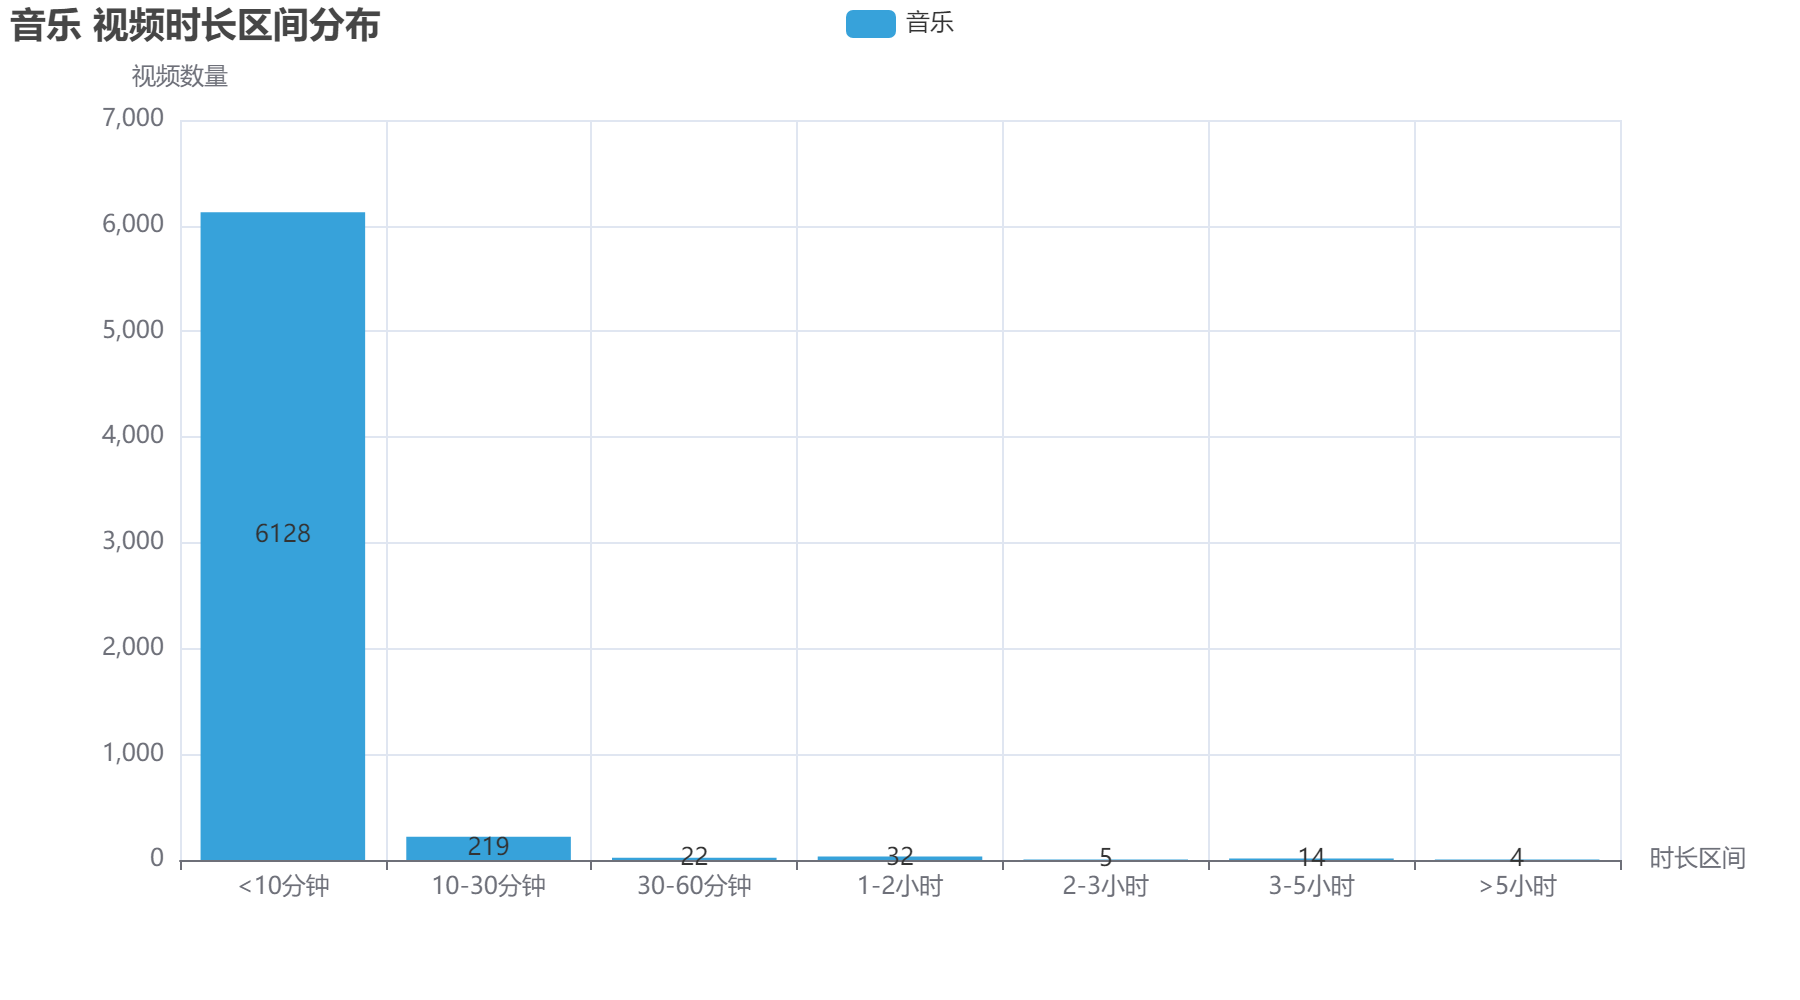 音乐 视频时长区间分布
音乐
视频数量
7,000
6,000
5,000
4,000
3,000
2,000
1,000
0
6128
219
22
32
5
14
4
<10分钟
10-30分钟
30-60分钟
1-2小时
2-3小时
3-5小时
>5小时
时长区间